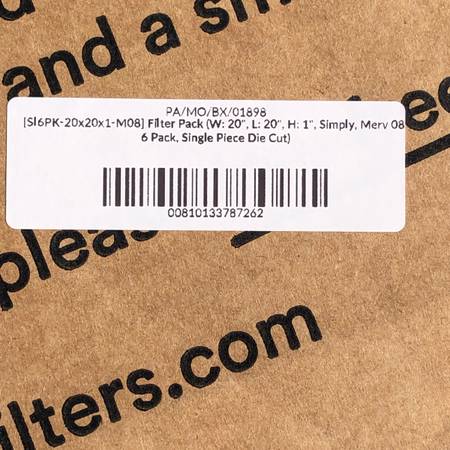 and a s
PA/MO/BX/01898
[SI6PK-20x20x1-M08] Filter Pack (W: 20", L: 20", H: 1", Simply, Merv 08
6 Pack, Single Piece Die Cut)
00810133787262
pleas
ilters.com